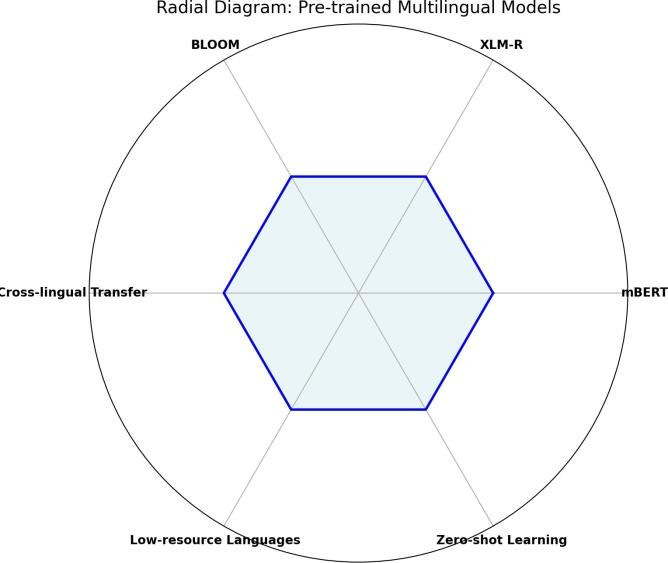 Radial Diagram: Pre-trained Multilingual Models
BLOOM
XLM-R
Cross-lingual Transfer
mBERT
Low-resource Languages
Zero-shot Learning